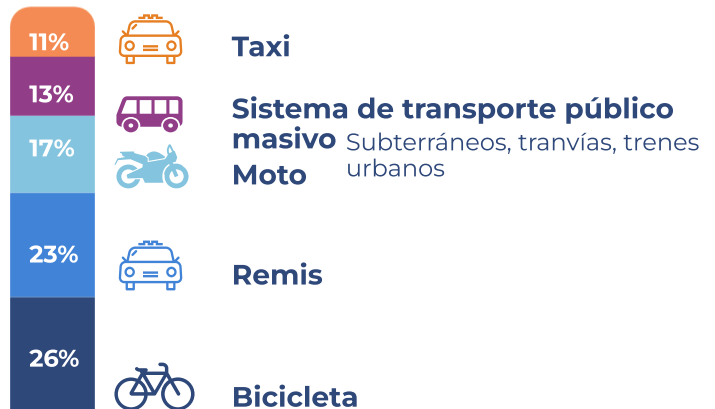 11%
Taxi
13%
Sistema de transporte público
masivo Subterráneos, tranvías, trenes
urbanos
17%
Moto
23%
Remis
26%
Bicicleta